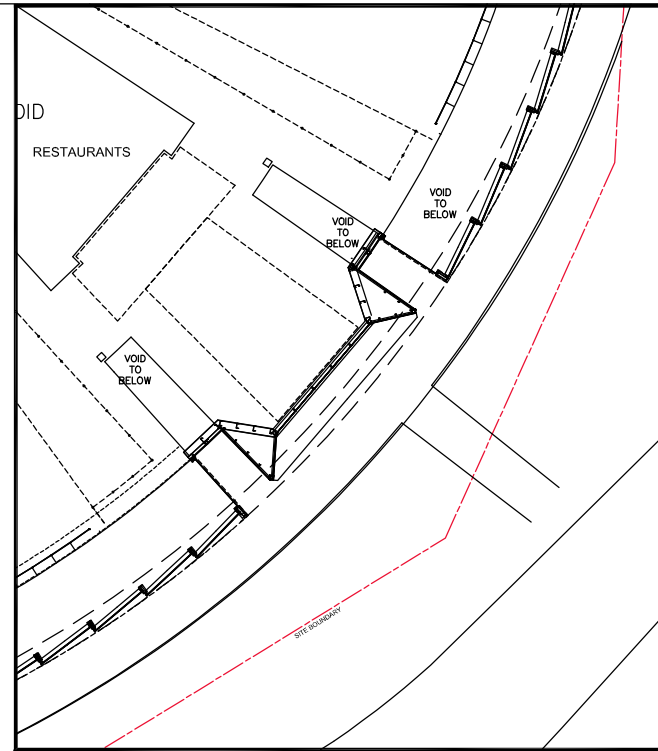 OID
RESTAURANTS
VOID
TO
BELOW
VOID
TO
BELOW
VOID
TO
BELOW
SITE BOUNDARY